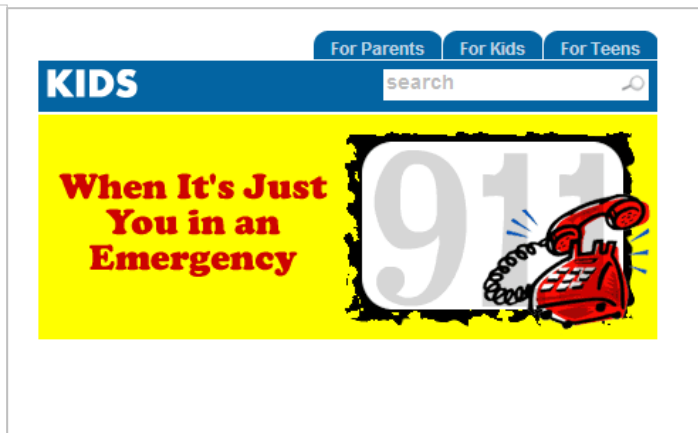 For Parents For Kids For Teens
KIDS search
When It's Just
You in an
Emergency
911